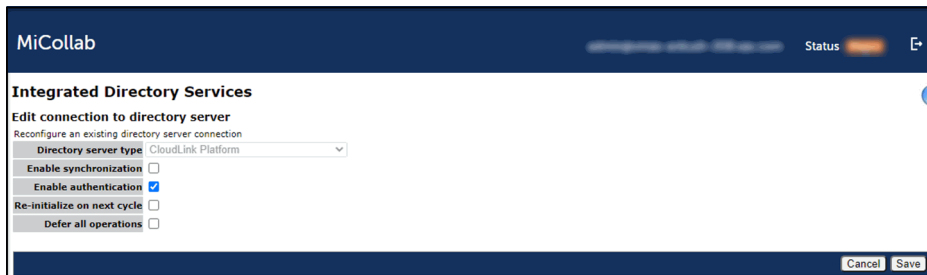 MiCollab
Status
Integrated Directory Services
Edit connection to directory server
Reconfigure an existing directory server connection
Directory server type CloudLink Platform
Enable synchronization
Enable authentication
Re-initialize on next cycle
Defer all operations
Cancel Save